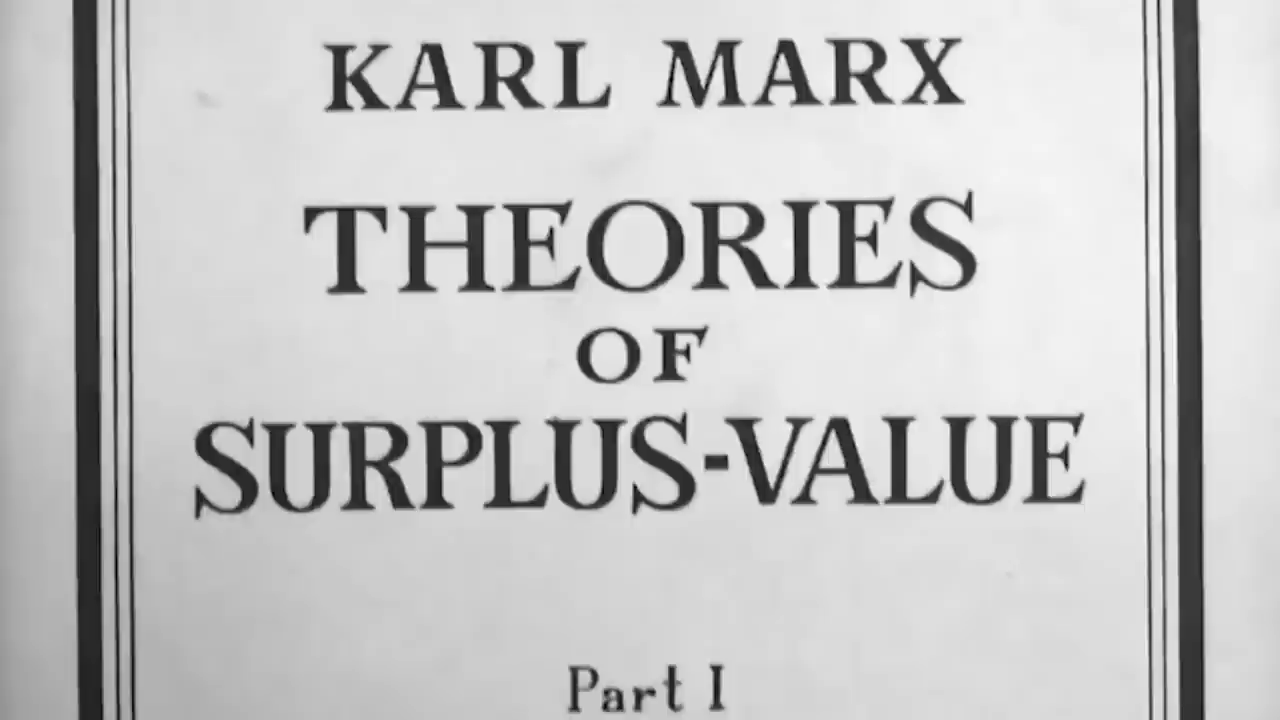 KARL MARX
THEORIES
OF
SURPLUS-VALUE
Part I